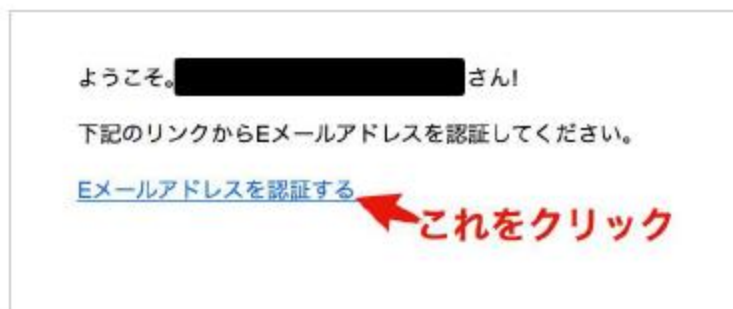 ようこそ。さん!
下記のリンクからEメールアドレスを認証してください。
Eメールアドレスを認証する
これをクリック